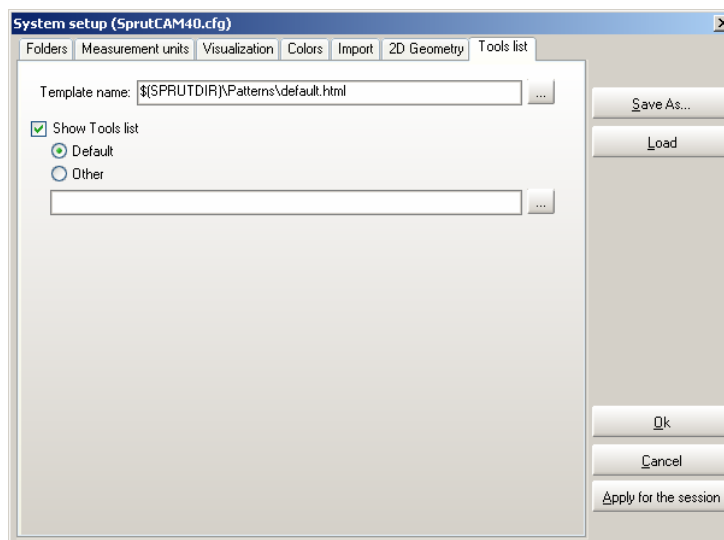 System setup (SprutCAM40.cfg)
Folders Measurement units Visualization Colors Import 2D Geometry Tools list
Template name: $(SPRUTDIR)\Patterns\default.html ...
Save As...
Show Tools list
Load
Default
Other
...
Ok
Cancel
Apply for the session